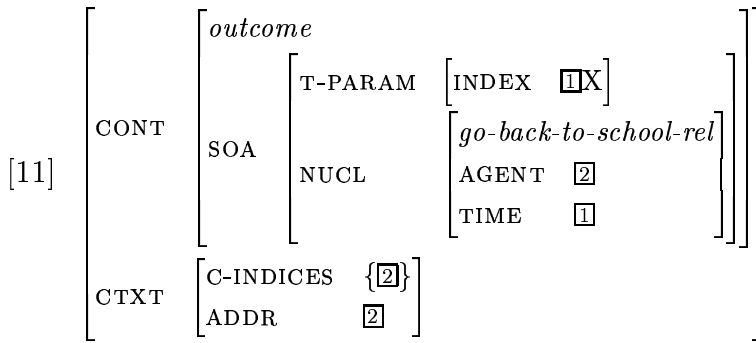 outcome
T-PARAM [INDEX 1X]
CONT
SOA
go-back-to-school-rel
[11]
NUCL
AGENT 2
TIME 1
C-INDICES {2}
CTXT
ADDR 2